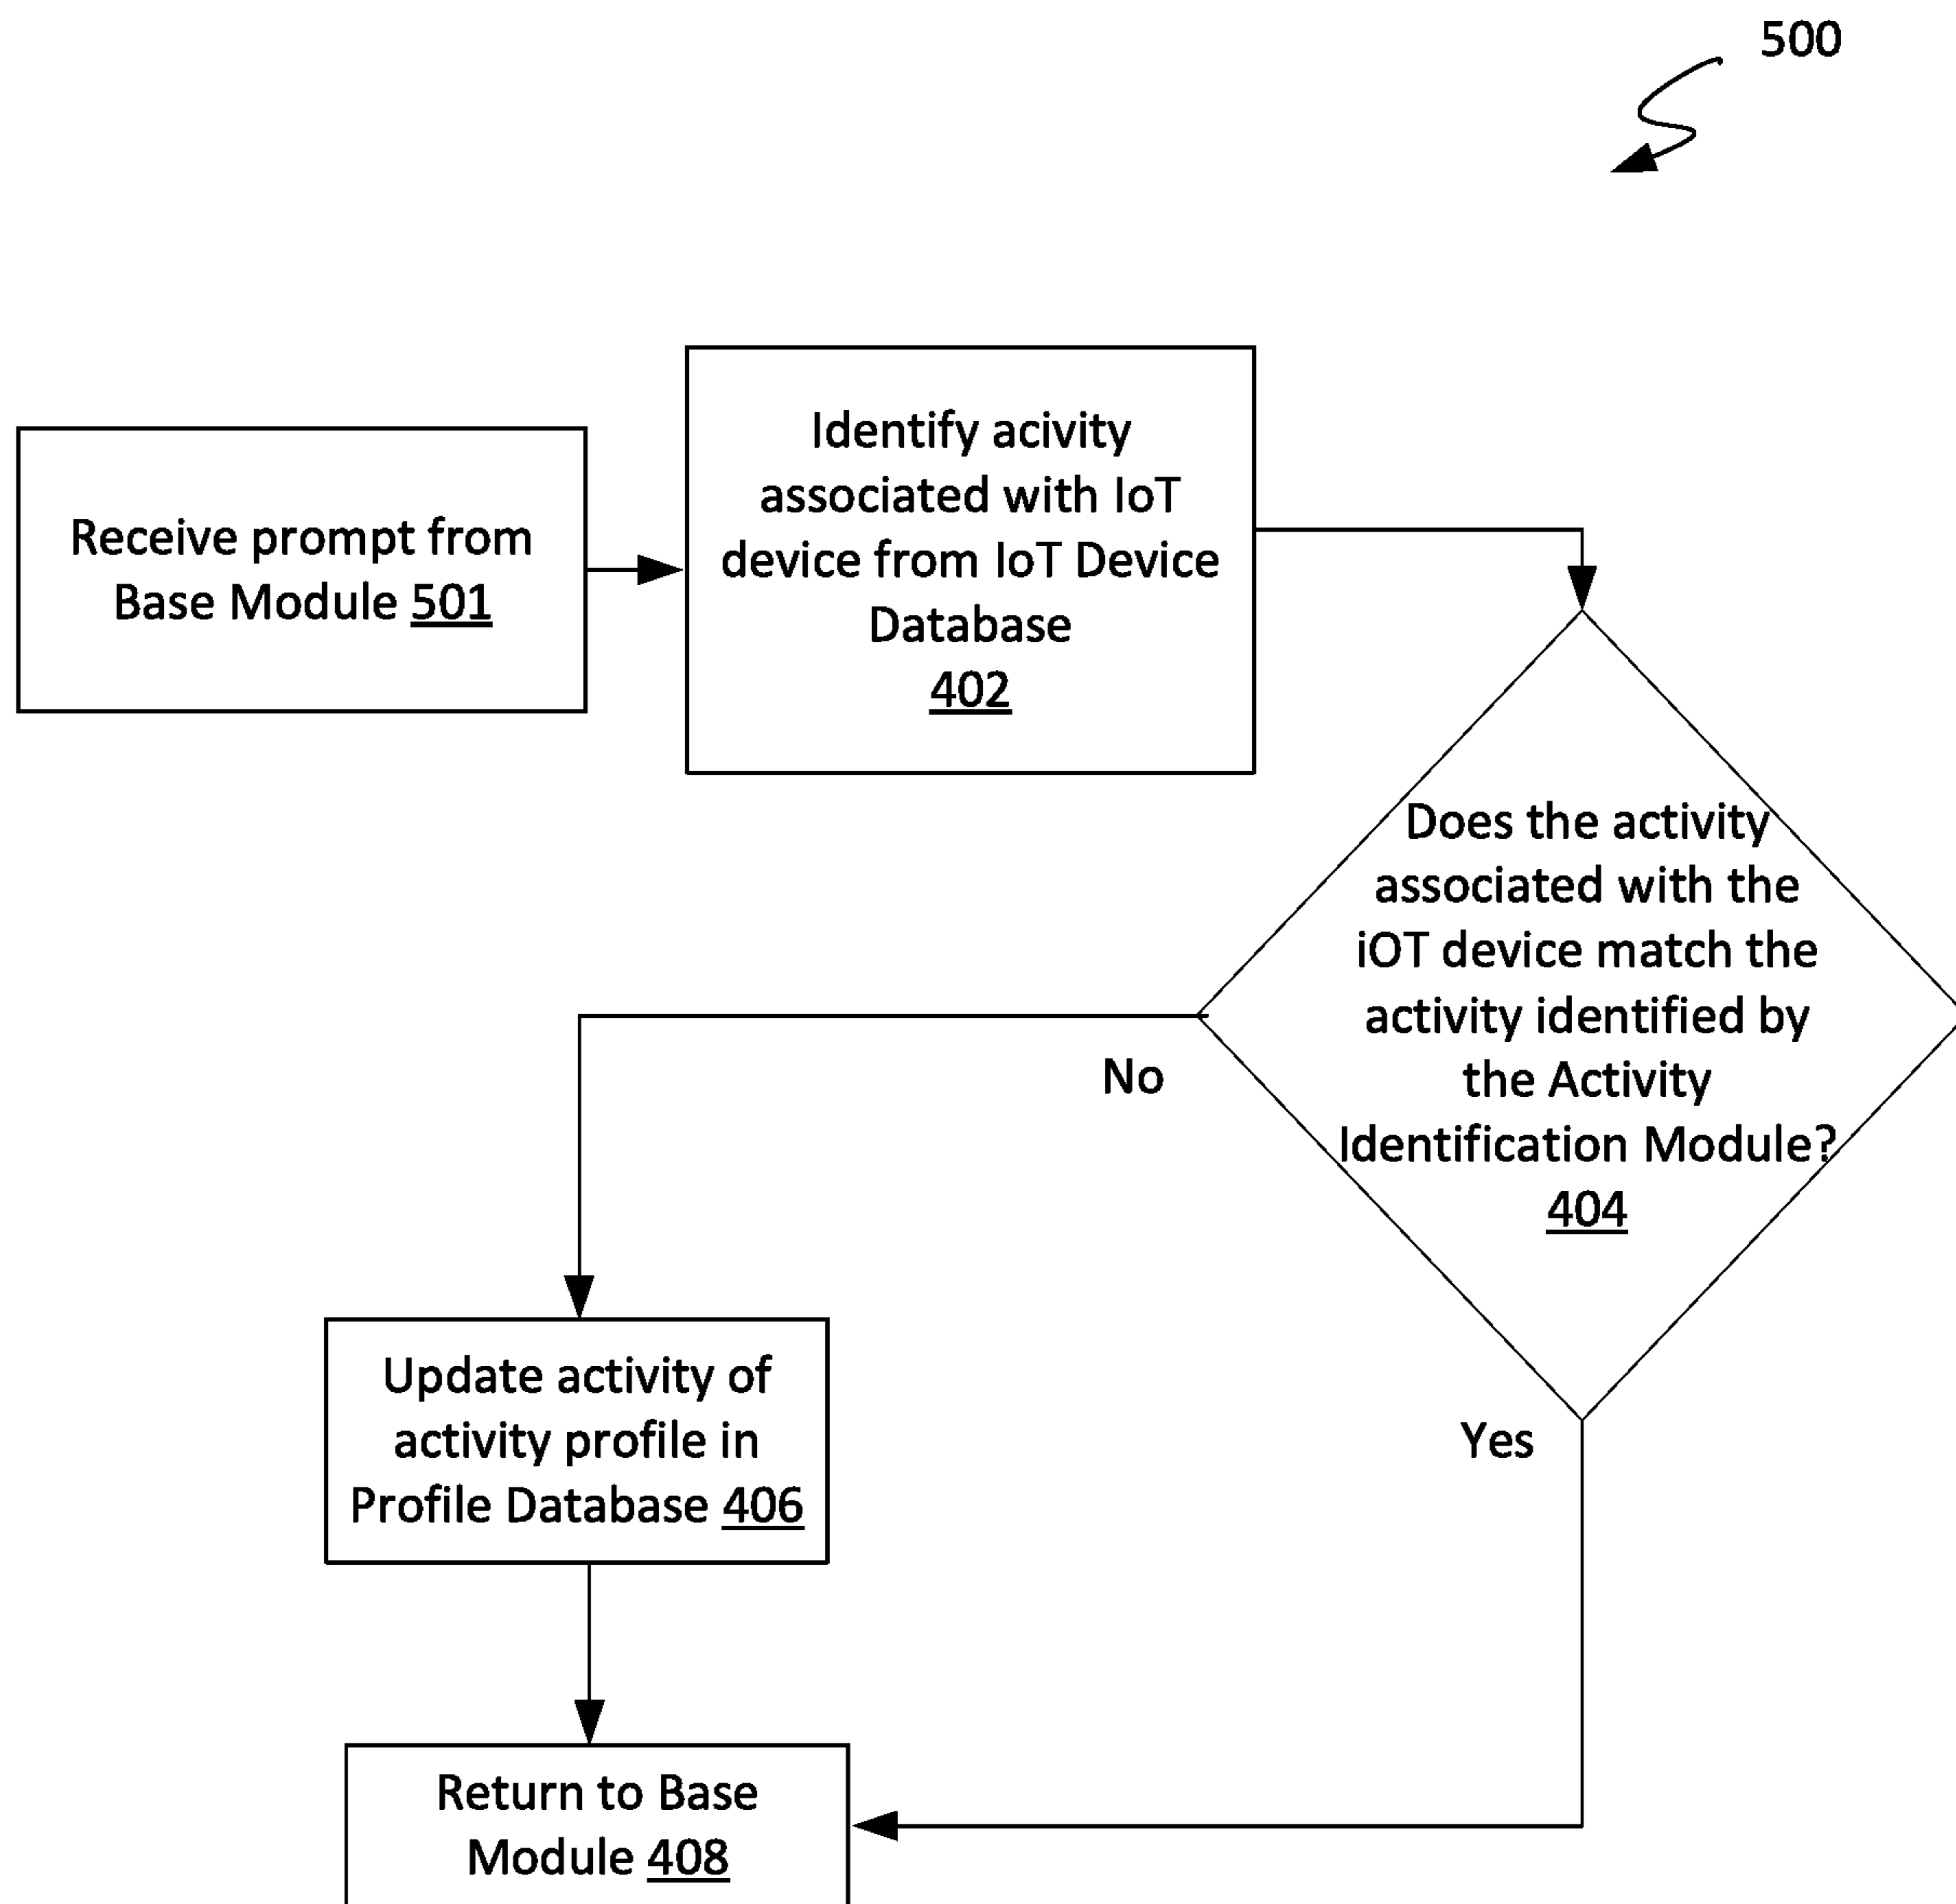 500
Receive prompt from
Base Module 501
Identify acivity
associated with IoT
device from IoT Device
Database
402
Does the activity
associated with the
iOT device match the
activity identified by
the Activity
Identification Module?
404
No
Yes
Update activity of
activity profile in
Profile Database 406
Return to Base
Module 408